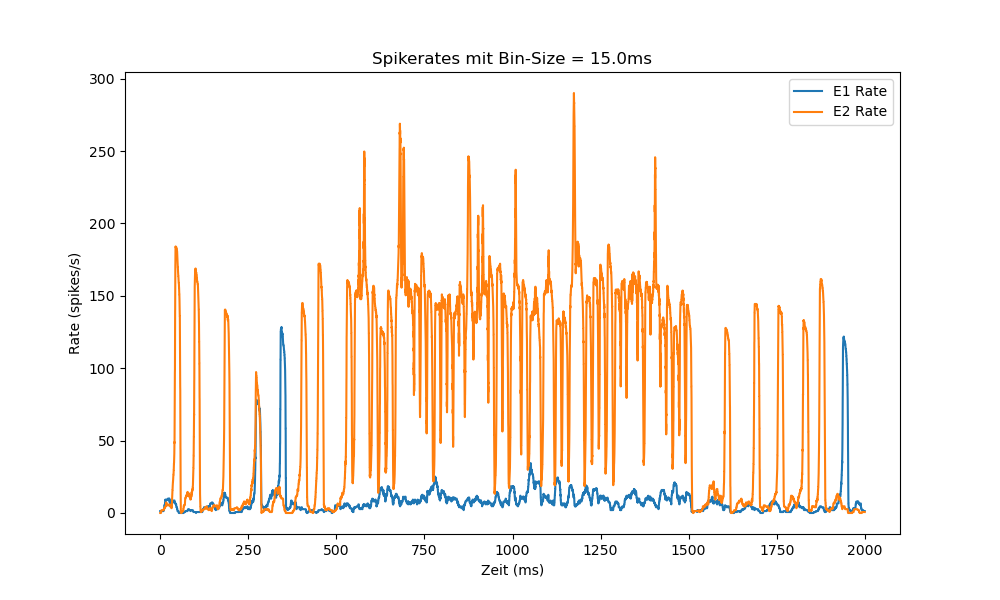 Spikerates mit Bin-Size = 15.0ms
E1 Rate
E2 Rate
Rate (spikes/s)
300
250
200
150
100
50
0
0 250 500 750 1000 1250 1500 1750 2000
Zeit (ms)